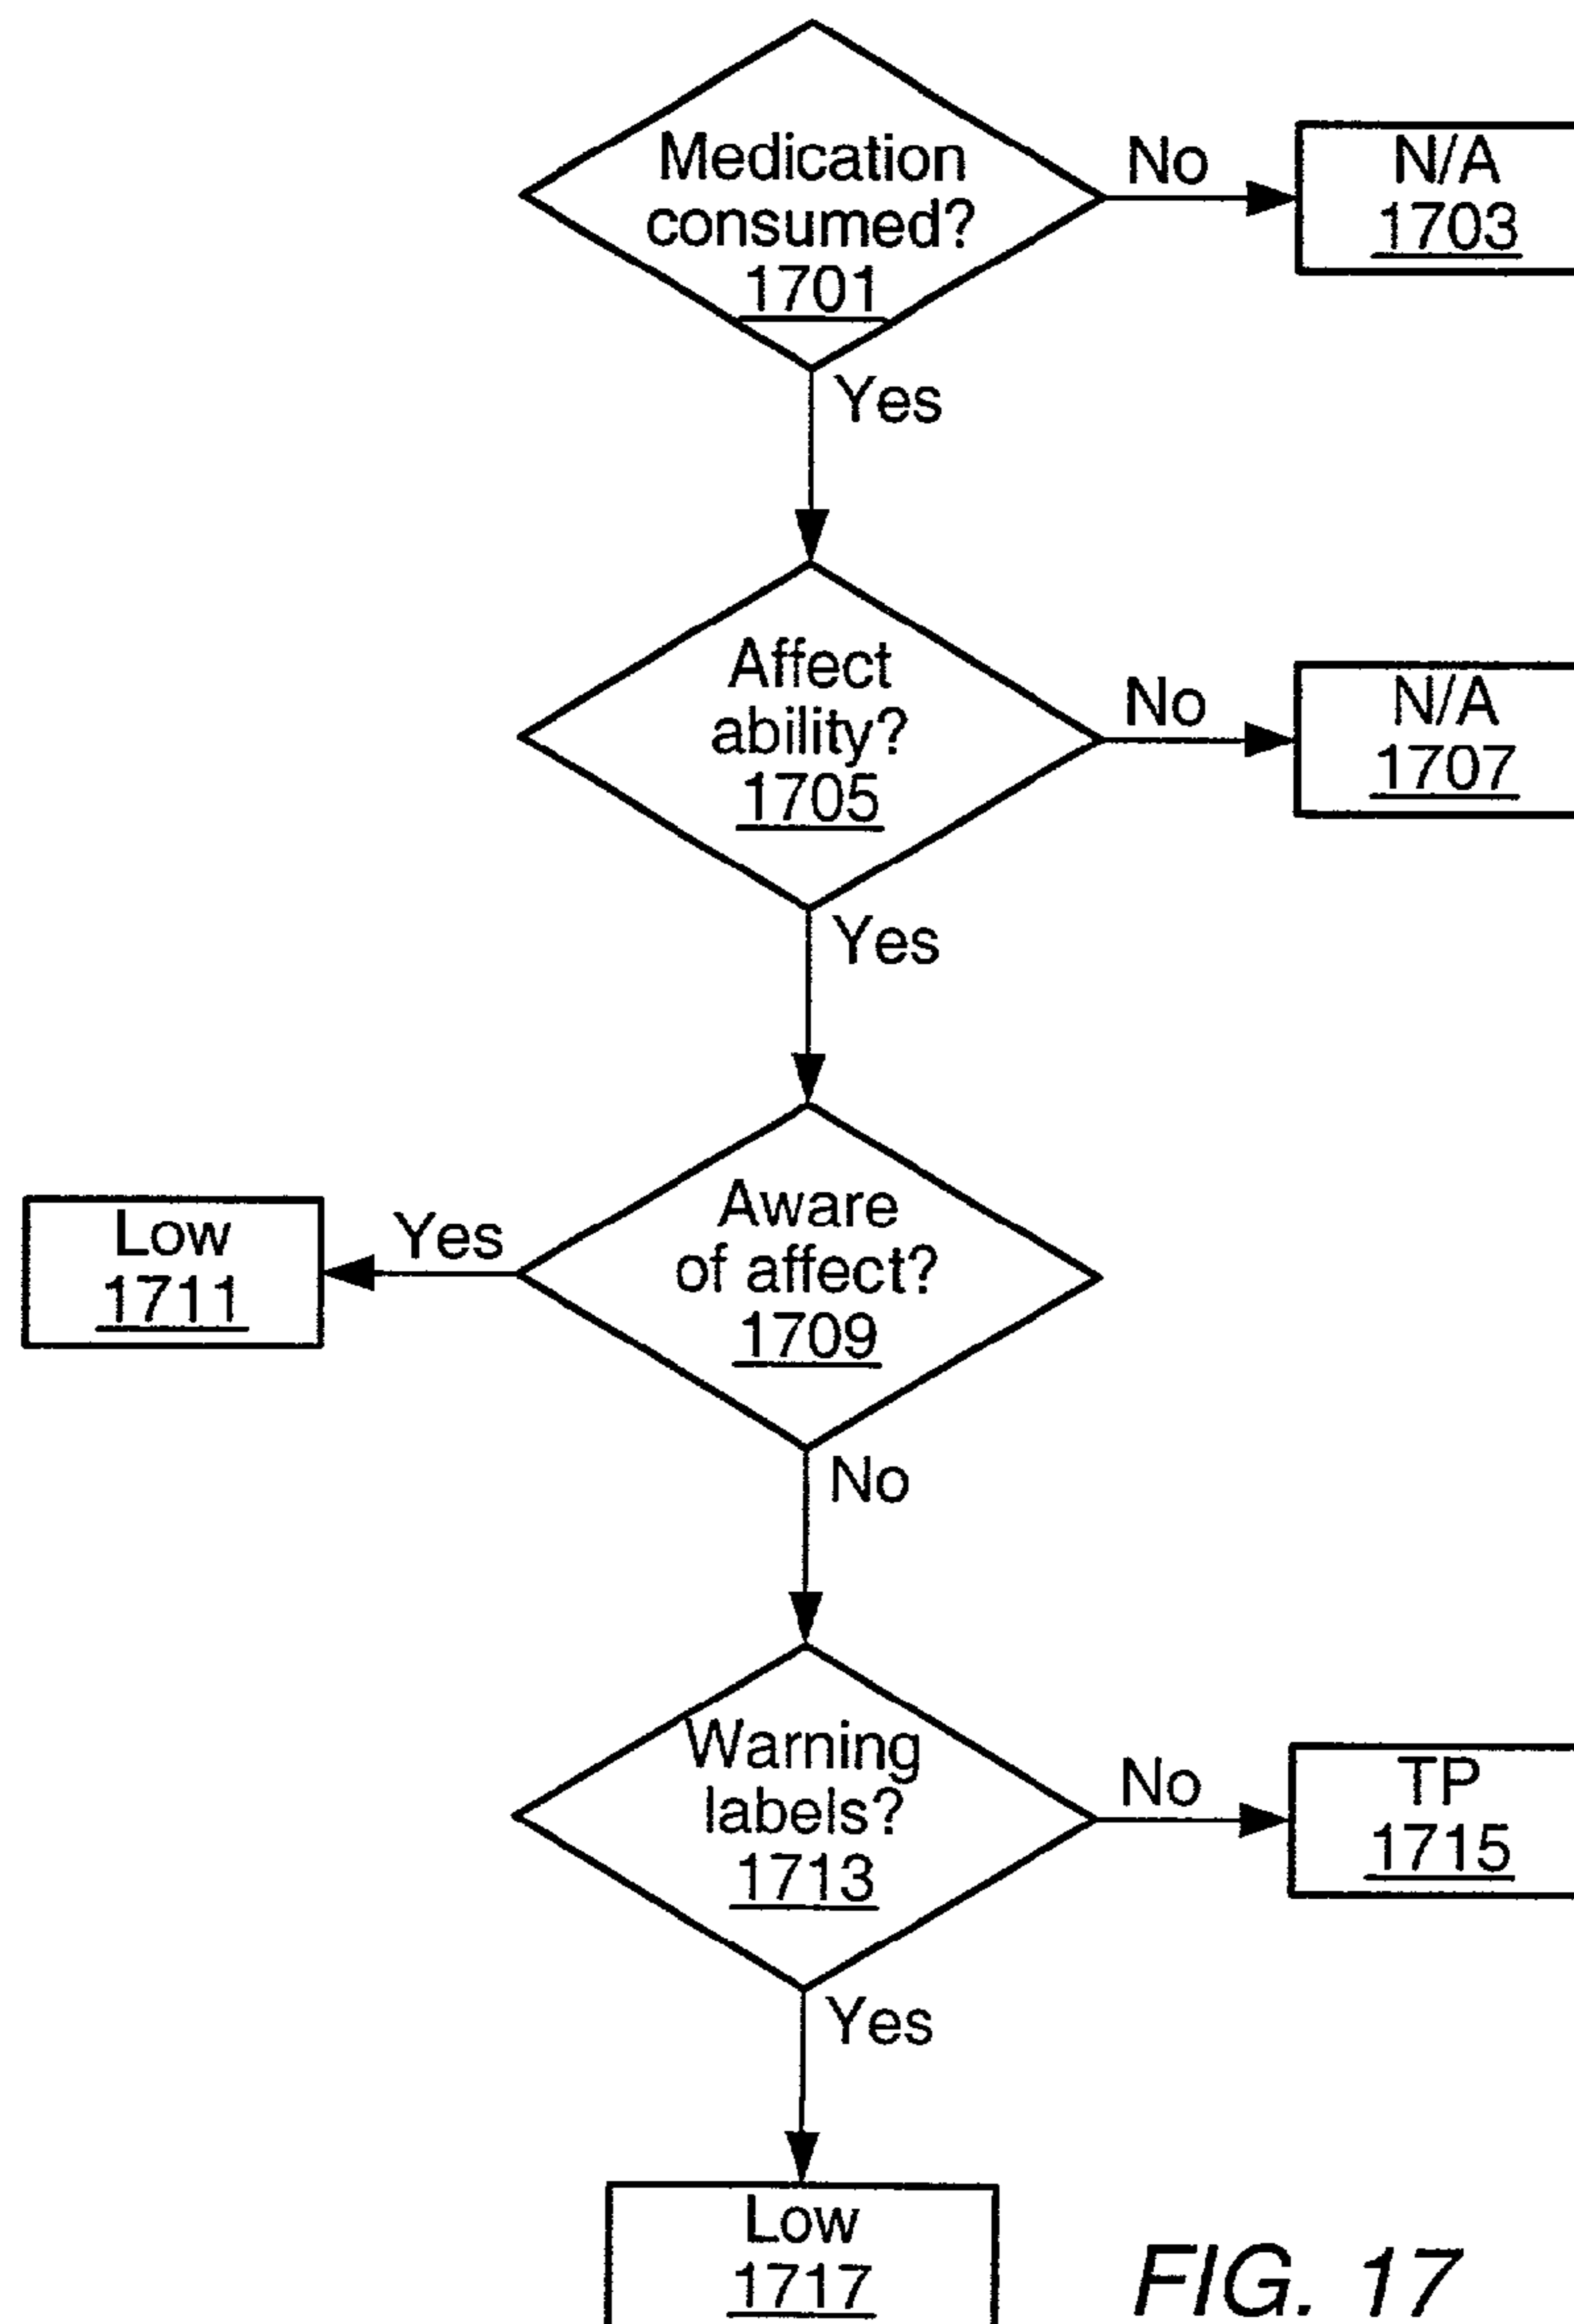 Medication
consumed?
1701
No
N/A
1703
Yes
Affect
ability?
1705
No
N/A
1707
Yes
Aware
of affect?
1709
Yes
Low
1711
No
Warning
labels?
1713
No
TP
1715
Yes
Low
1717
FIG. 17